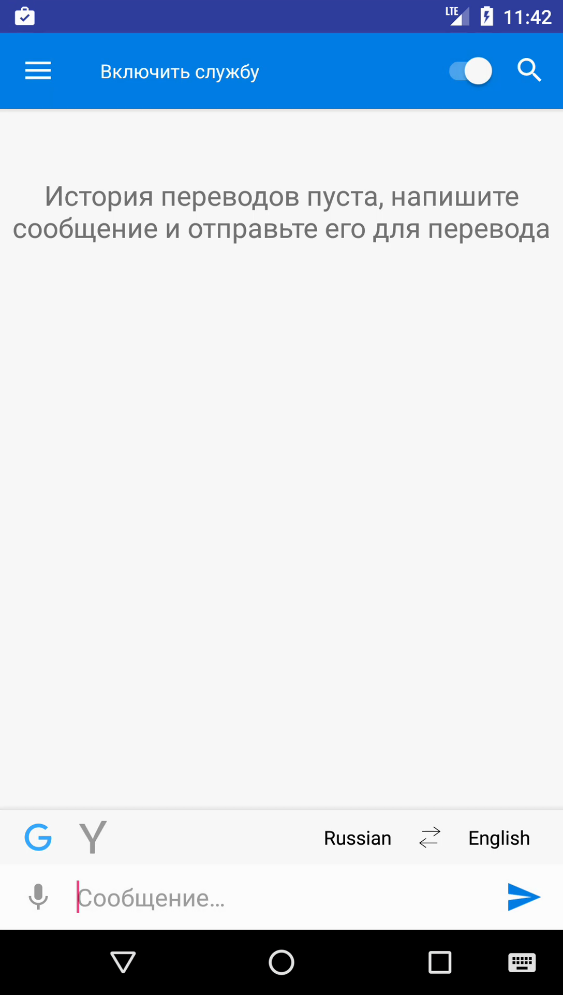 LTE 11:42
Включить службу
История переводов пуста, напишите
сообщение и отправьте его для перевода
G Y Russian English
Сообщение...